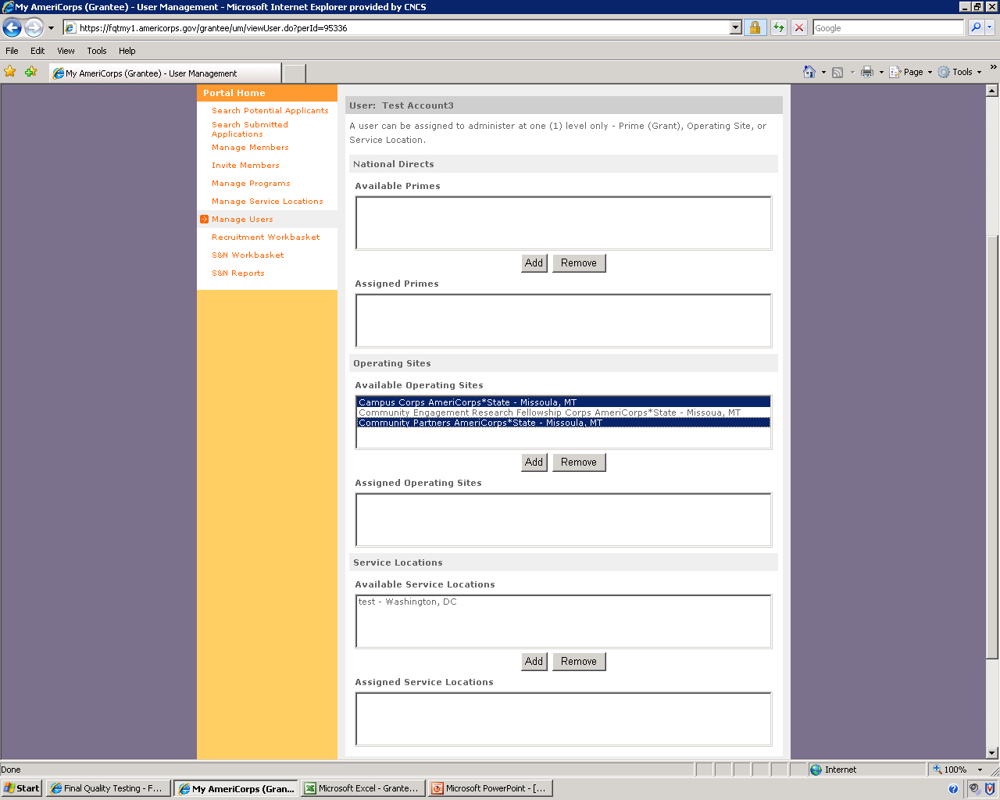 My AmeriCorps (Grantee) - User Management - Microsoft Internet Explorer provided by CNCS
https://fqtmy1.americorps.gov/grantee/um/viewUser.do?perId=95336
Google
File Edit View Tools Help
My AmeriCorps (Grantee) - User Management
Page Tools
Portal Home
Search Potential Applicants
Search Submitted
Applications
Manage Members
Invite Members
Manage Programs
Manage Service Locations
Manage Users
Recruitment Workbasket
S&N Workbasket
S&N Reports
User: Test Account3
A user can be assigned to administer at one (1) level only - Prime (Grant), Operating Site, or
Service Location.
National Directs
Available Primes
Add Remove
Assigned Primes
Operating Sites
Available Operating Sites
Campus Corps AmeriCorps*State - Missoula, MT
Community Engagement Research Fellowship Corps AmeriCorps*State - Missoua, MT
Community Partners AmeriCorps*State - Missoula, MT
Add Remove
Assigned Operating Sites
Service Locations
Available Service Locations
test - Washington, DC
Add Remove
Assigned Service Locations
Done
Internet
100%
Start
Final Quality Testing - F...
My AmeriCorps (Gran...
Microsoft Excel - Grante...
Microsoft PowerPoint - [...